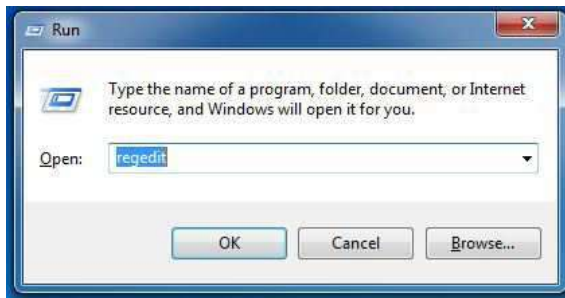 Run
Type the name of a program, folder, document, or Internet
resource, and Windows will open it for you.
Open: regedit
OK Cancel Browse...